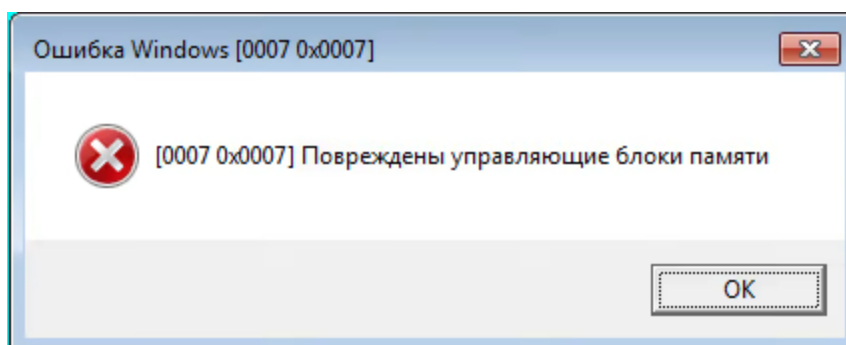 Ошибка Windows [0007 0x0007]
[0007 0x0007] Повреждены управляющие блоки памяти
OK